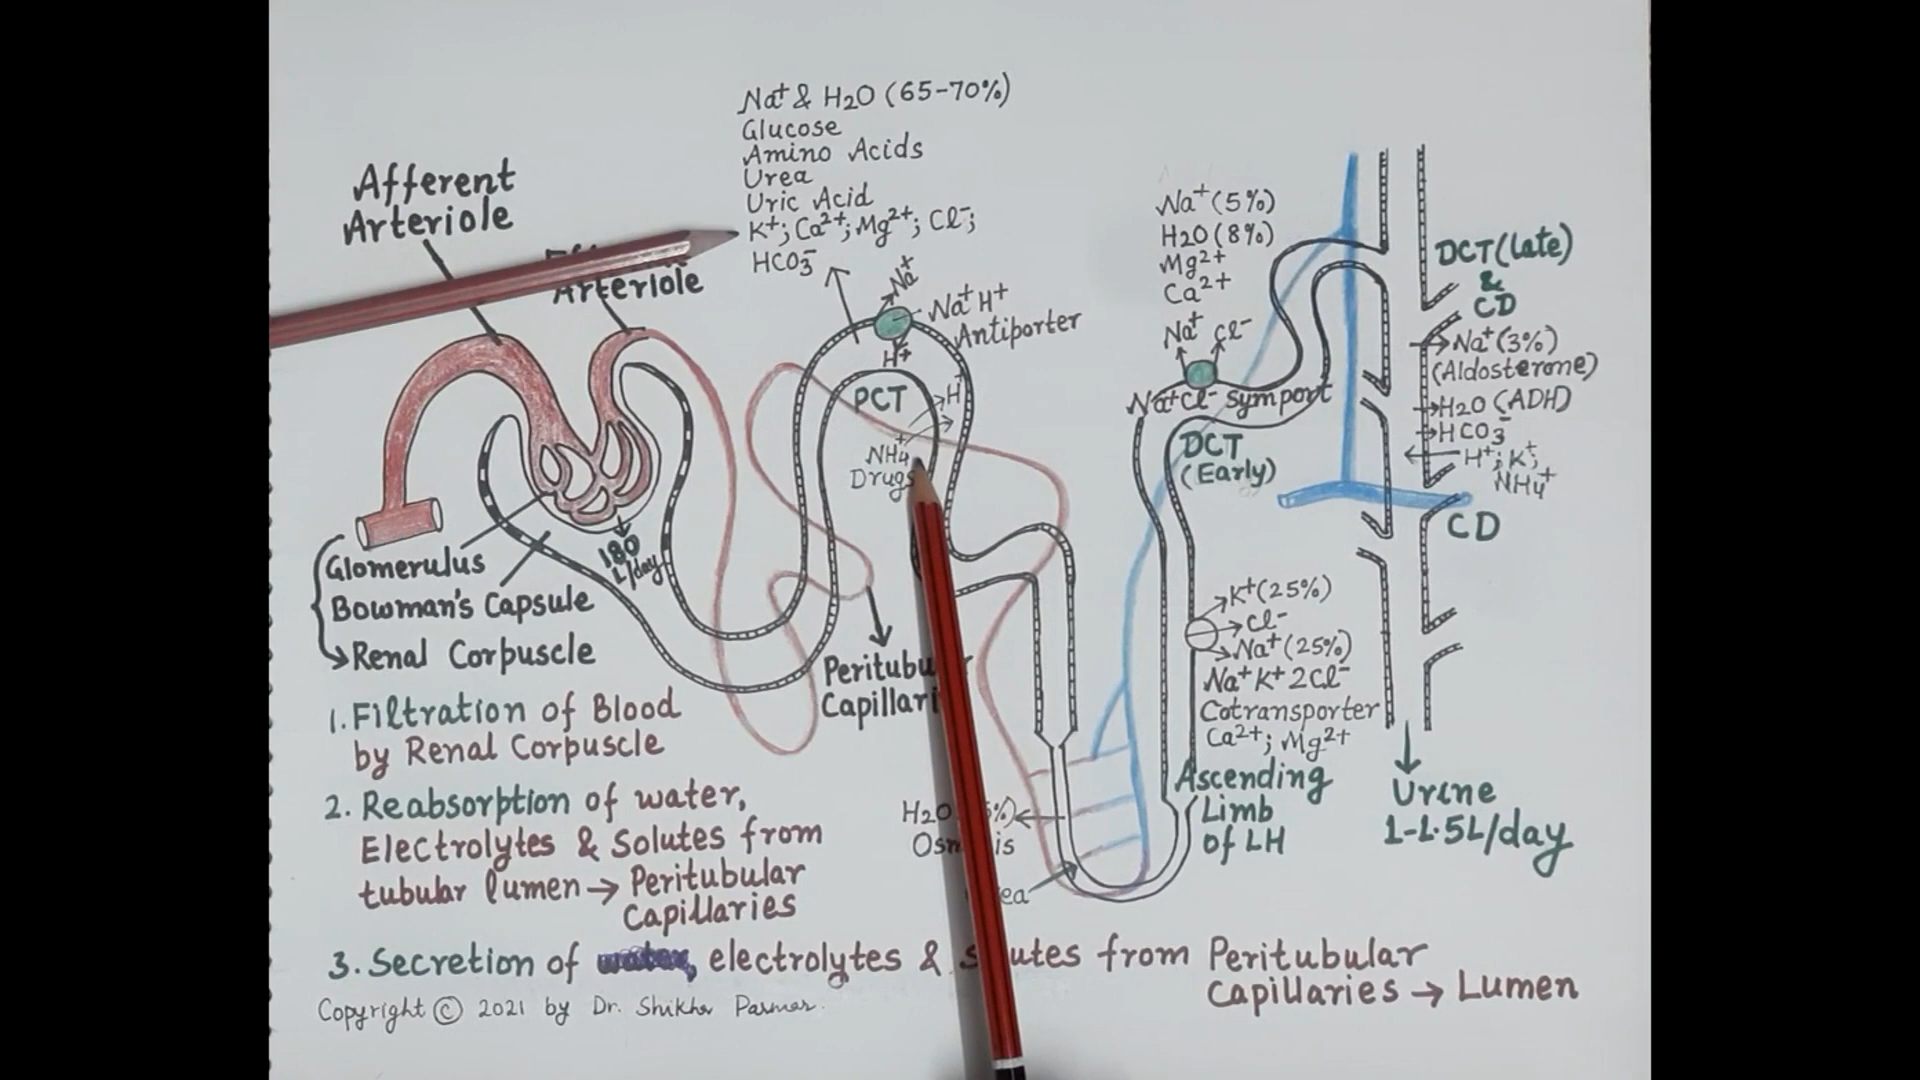 Na+ & H2O (65-70%)
Glucose
Amino Acids
Urea
Uric Acid
K+; Ca2+; Mg2+; Cl-;
HCO3-
Afferent
Arteriole
Arteriole
Na+
Na+ H+
Antiporter
H+
PCT
H+
NH4+
Drugs
Glomerulus
Bowman's Capsule
Renal Corpuscle
180
L/day
Capillari
1. Filtration of Blood
by Renal Corpuscle
2. Reabsorption of water,
Electrolytes & Solutes from
tubular lumen → Peritubular
Capillaries
3. Secretion of water, electrolytes & solutes from Peritubular
Capillaries → Lumen
Copyright © 2021 by Dr. Shikha Parmar.
H2O
Na+ (5%)
H2O (8%)
Mg2+
Ca2+
Na+ Cl-
Na+Cl- symport
DCT
(Early)
K+ (25%)
Cl-
Na+ (25%)
Na+ K+ 2Cl-
Cotransporter
Ca2+; Mg2+
Ascending
Limb
of LH
DCT (late)
&
CD
Na+ (3%)
(Aldosterone)
H2O (ADH)
HCO3-
H+; K+;
NH4+
CD
Urine
1-1.5L/day